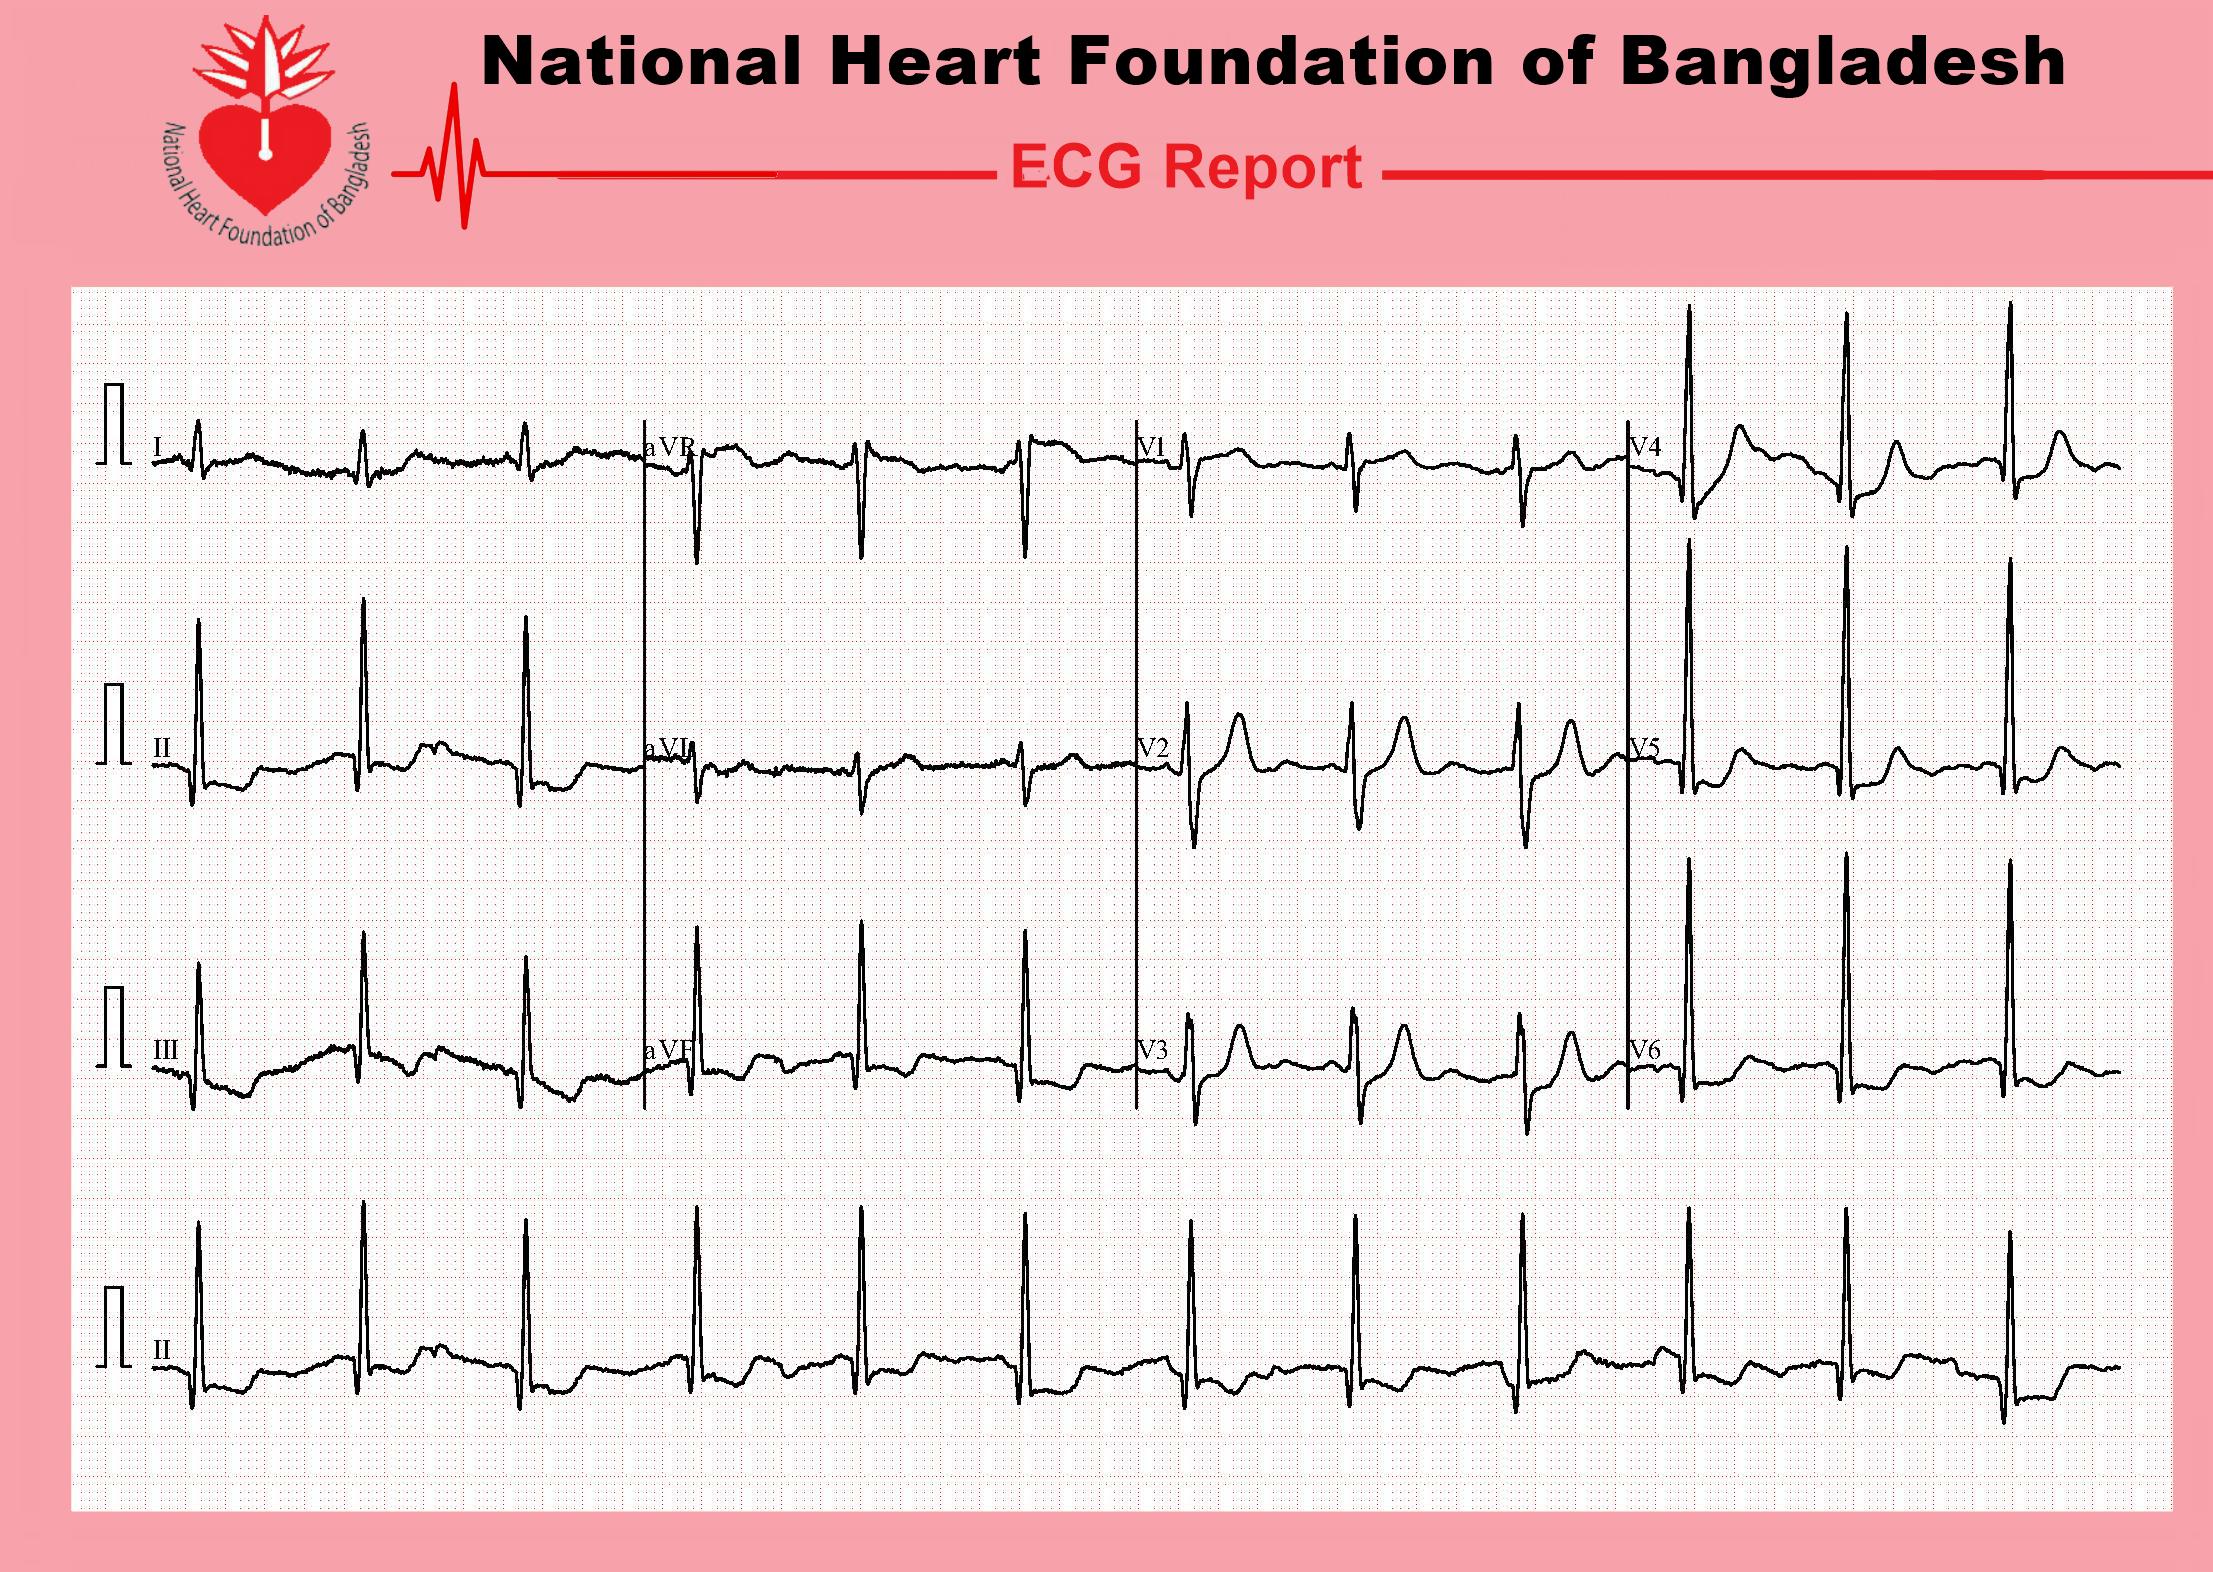 National Heart Foundation of Bangladesh
National Heart Foundation of Bangladesh
ECG Report
I aVR V1 V4
II aVL V2 V5
III aVF V3 V6
II